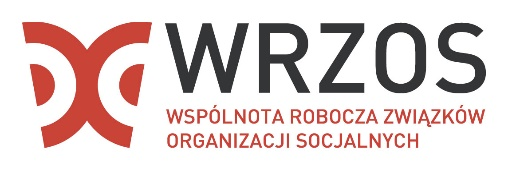 WRZOS
WSPÓLNOTA ROBOCZA ZWIĄZKÓW
ORGANIZACJI SOCJALNYCH